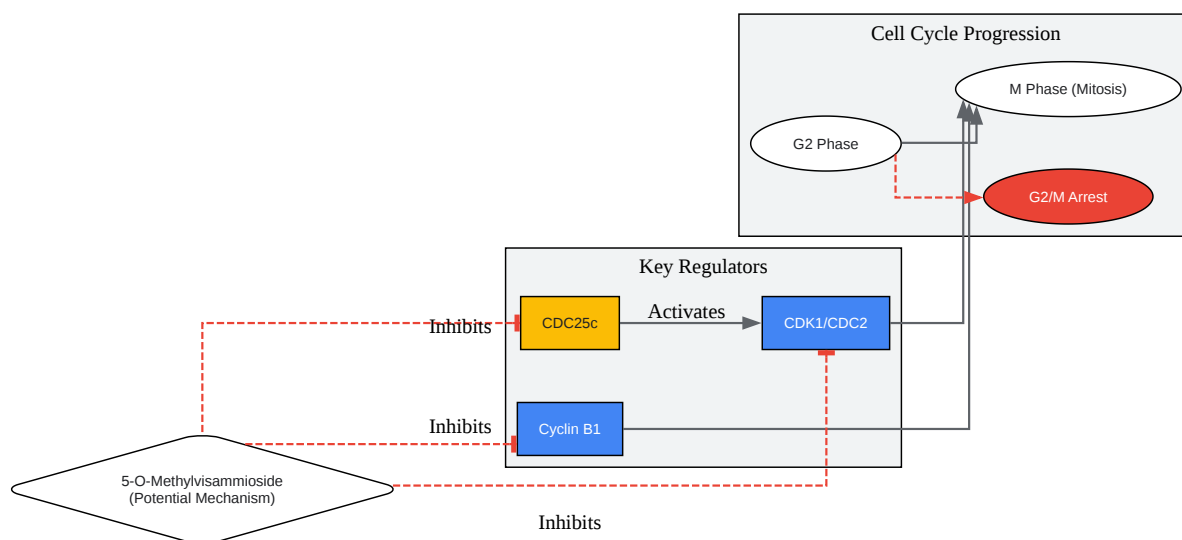 Cell Cycle Progression
M Phase (Mitosis)
G2 Phase
G2/M Arrest
Key Regulators
Inhibits
CDC25c
Activates
CDK1/CDC2
Inhibits
Cyclin B1
5-O-Methylvisammioside
(Potential Mechanism)
Inhibits